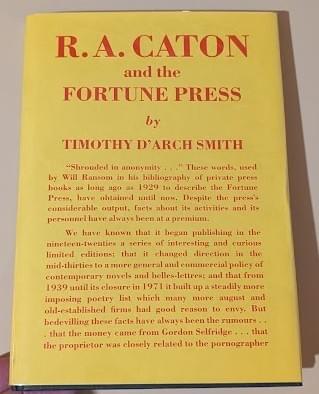 R. A. CATON
and the
FORTUNE PRESS
by
TIMOTHY D'ARCH SMITH
“Shrouded in anonymity . . .” These words, used
by Will Ransom in his bibliography of private press
books as long ago as 1929 to describe the Fortune
Press, have obtained until now. Despite the press's
considerable output, facts about its activities and its
personnel have always been at a premium.
We have known that it began publishing in the
nineteen-twenties a series of interesting and curious
limited editions; that it changed direction in the
mid-thirties to a more general and commercial policy of
contemporary novels and belles-lettres; and that from
1939 until its closure in 1971 it built up a steadily more
imposing poetry list which many more august and
old-established firms had good reason to envy. But
bedevilling these facts have always been the rumours . .
. that the money came from Gordon Selfridge . . . that
the proprietor was closely related to the pornographer